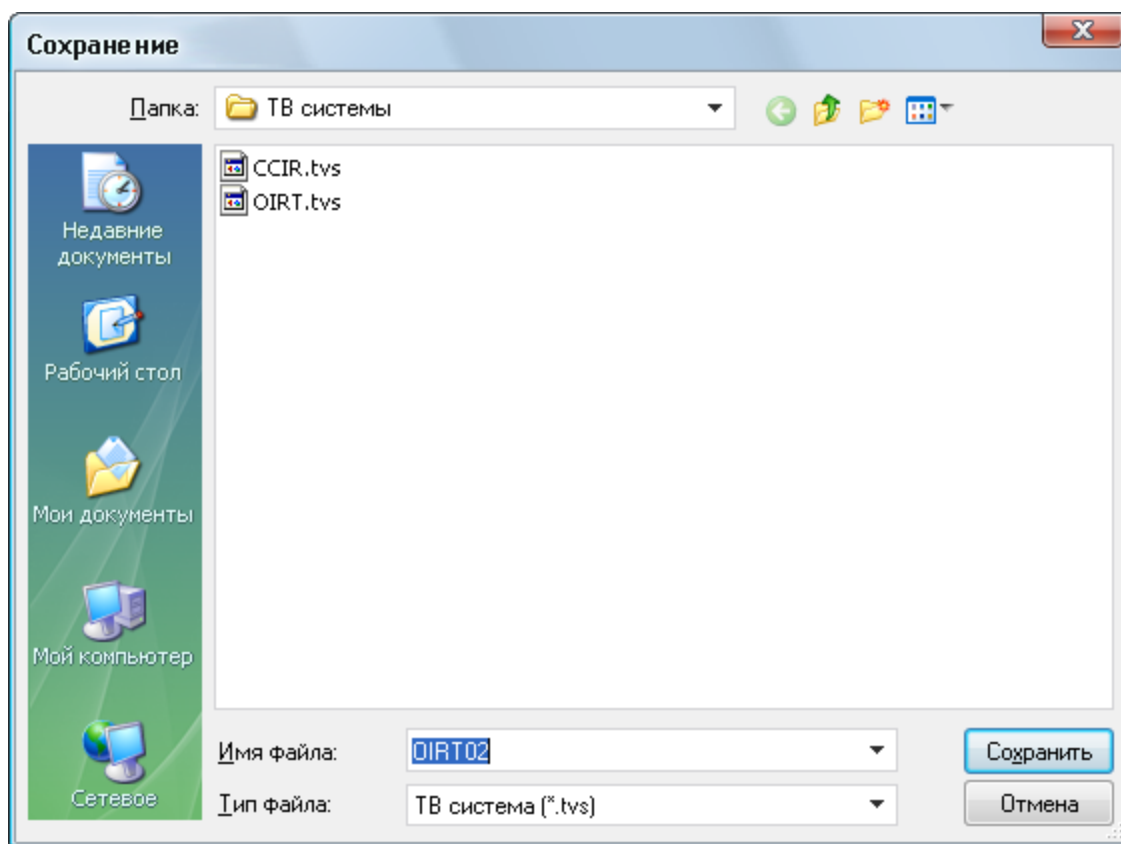 Сохранение
Папка:
ТВ системы
CCIR.tvs
OIRT.tvs
Недавние
документы
Рабочий стол
Мои документы
Мой компьютер
Сетевое
Имя файла:
OIRT02
Сохранить
Тип файла:
ТВ система (*.tvs)
Отмена